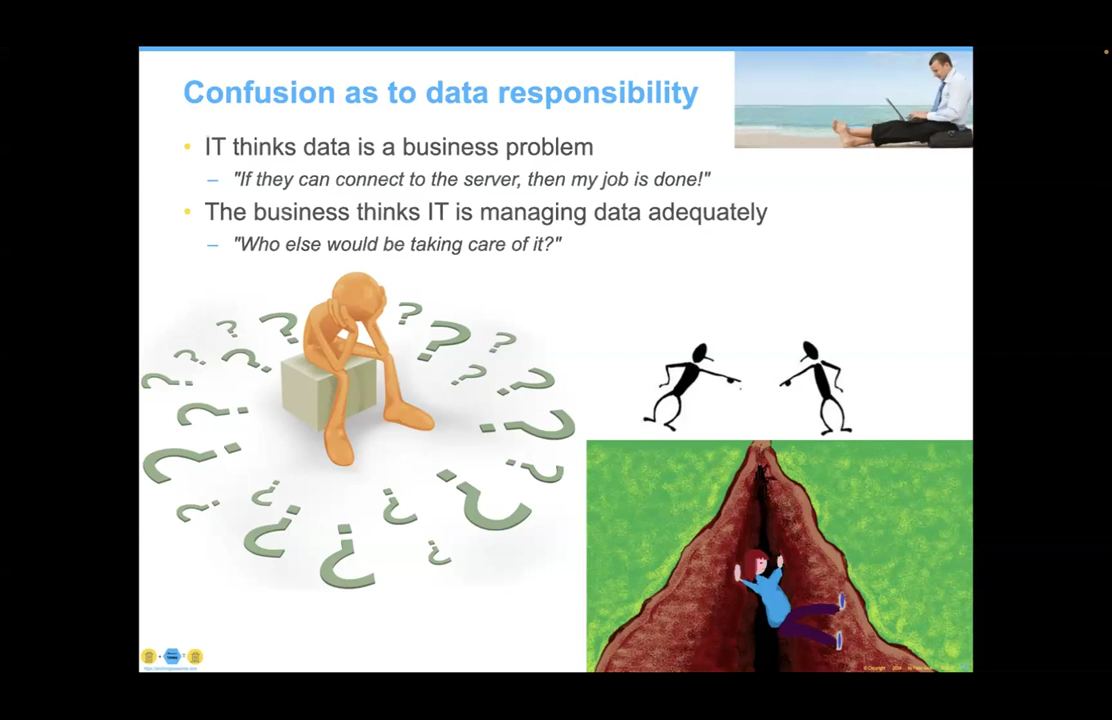 Confusion as to data responsibility
• IT thinks data is a business problem
– "If they can connect to the server, then my job is done!"
• The business thinks IT is managing data adequately
– "Who else would be taking care of it?"